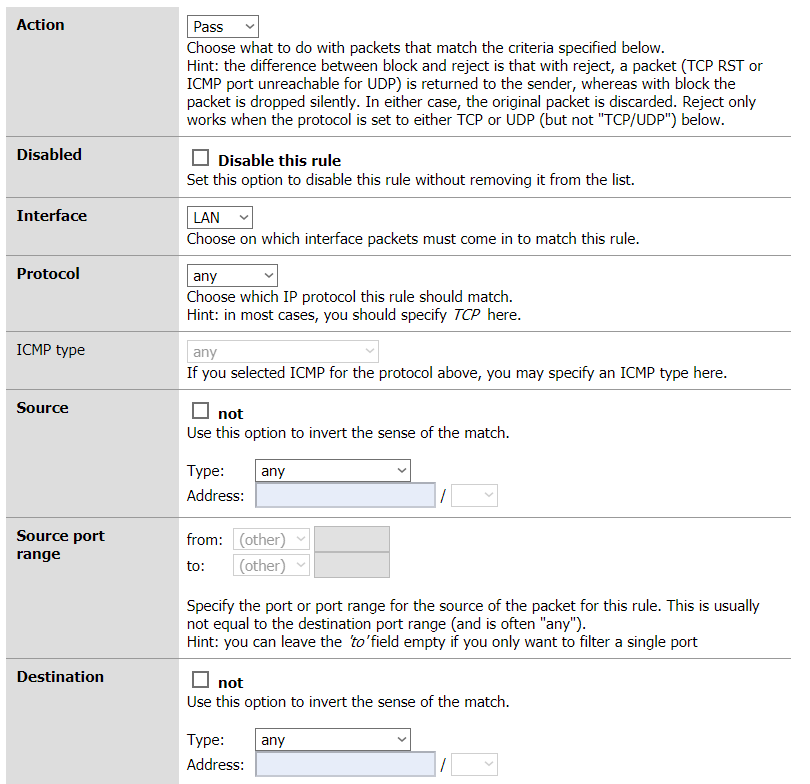 Action
Pass
Choose what to do with packets that match the criteria specified below.
Hint: the difference between block and reject is that with reject, a packet (TCP RST or
ICMP port unreachable for UDP) is returned to the sender, whereas with block the
packet is dropped silently. In either case, the original packet is discarded. Reject only
works when the protocol is set to either TCP or UDP (but not "TCP/UDP") below.
Disabled
Disable this rule
Set this option to disable this rule without removing it from the list.
Interface
LAN
Choose on which interface packets must come in to match this rule.
Protocol
any
Choose which IP protocol this rule should match.
Hint: in most cases, you should specify TCP here.
ICMP type
any
If you selected ICMP for the protocol above, you may specify an ICMP type here.
Source
not
Use this option to invert the sense of the match.
Type: any
Address: /
Source port
range
from: (other)
to: (other)
Specify the port or port range for the source of the packet for this rule. This is usually
not equal to the destination port range (and is often "any").
Hint: you can leave the 'to' field empty if you only want to filter a single port
Destination
not
Use this option to invert the sense of the match.
Type: any
Address: /